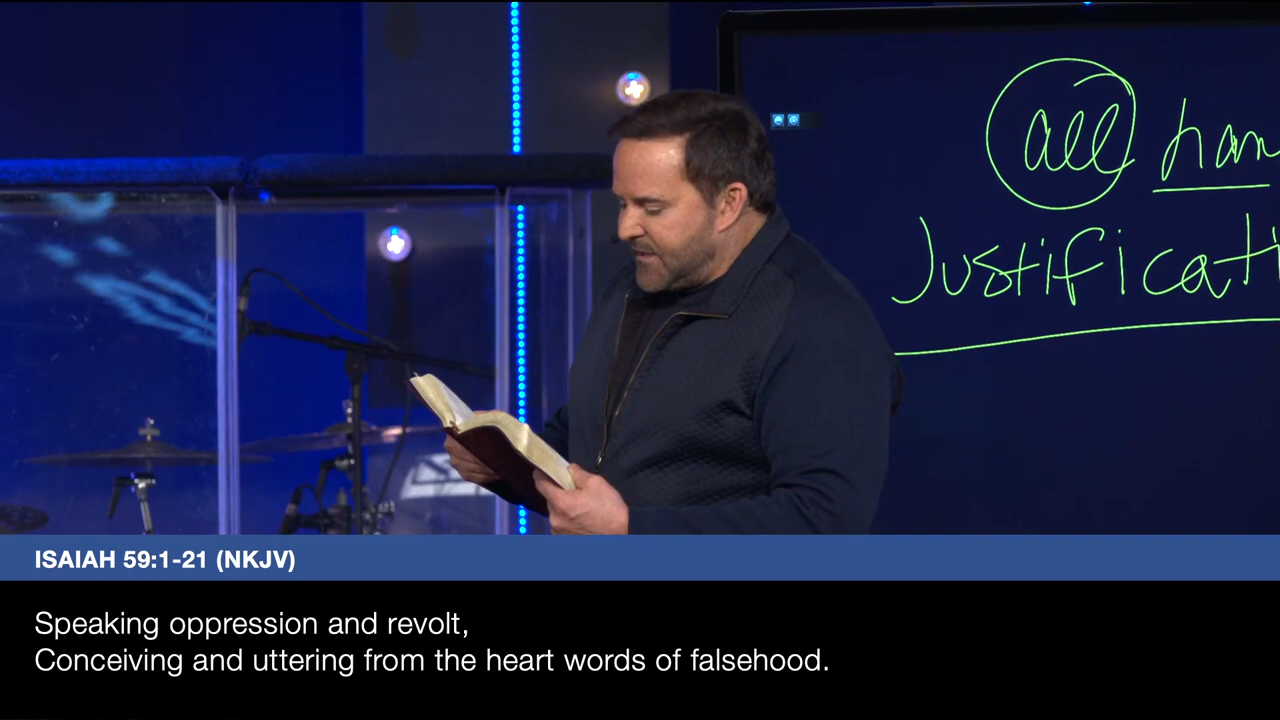 all
Justificati
ISAIAH 59:1-21 (NKJV)
Speaking oppression and revolt,
Conceiving and uttering from the heart words of falsehood.